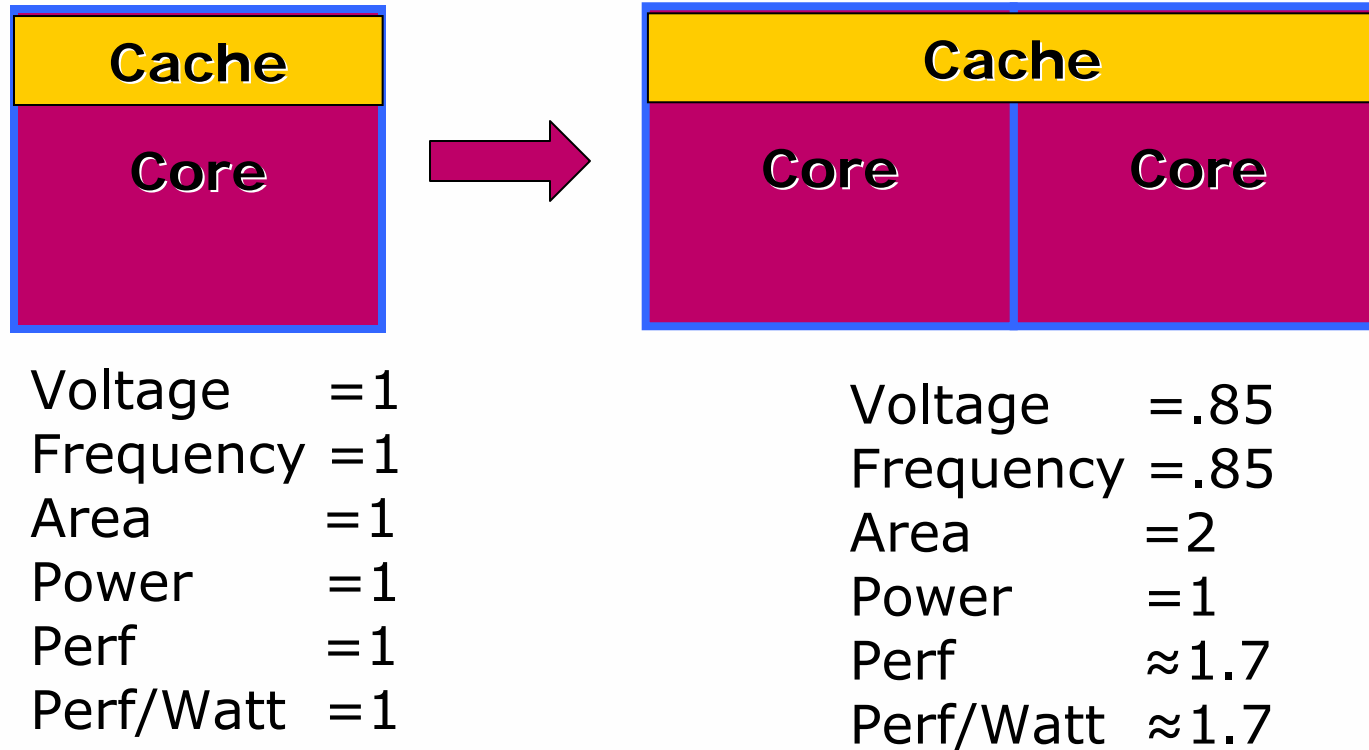 Cache
Core
Voltage =1
Frequency =1
Area =1
Power =1
Perf =1
Perf/Watt =1
Cache
Core Core
Voltage =.85
Frequency =.85
Area =2
Power =1
Perf ≈1.7
Perf/Watt ≈1.7